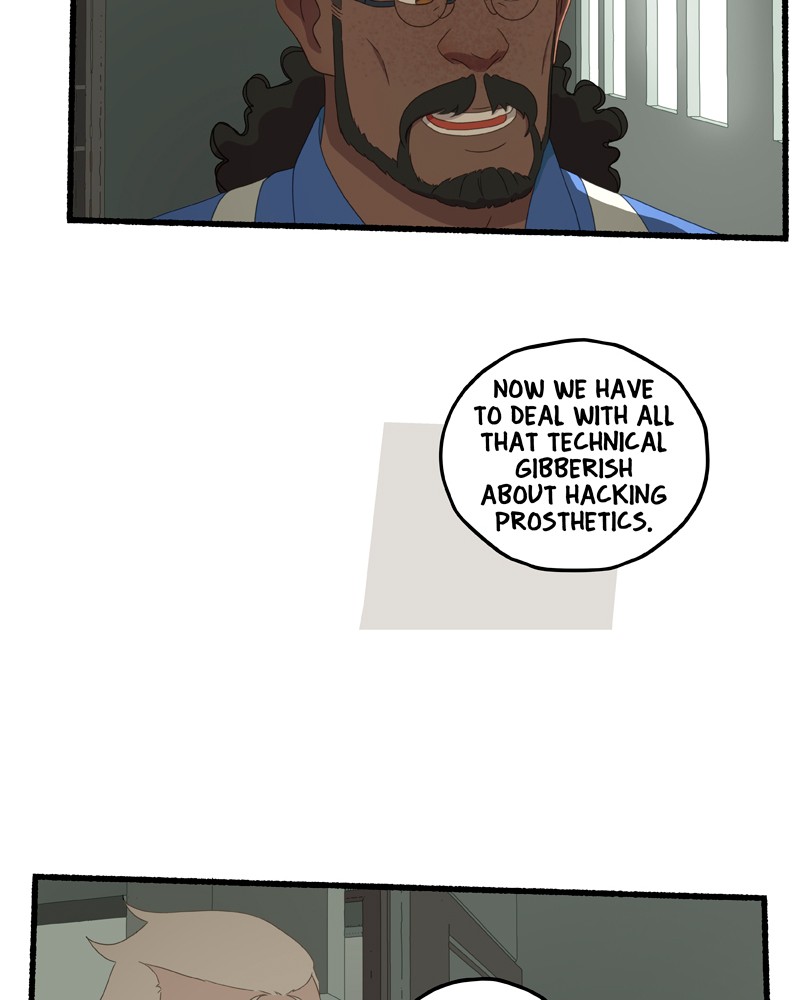 NOW WE HAVE
TO DEAL WITH ALL
THAT TECHNICAL
GIBBERISH
ABOUT HACKING
PROSTHETICS.